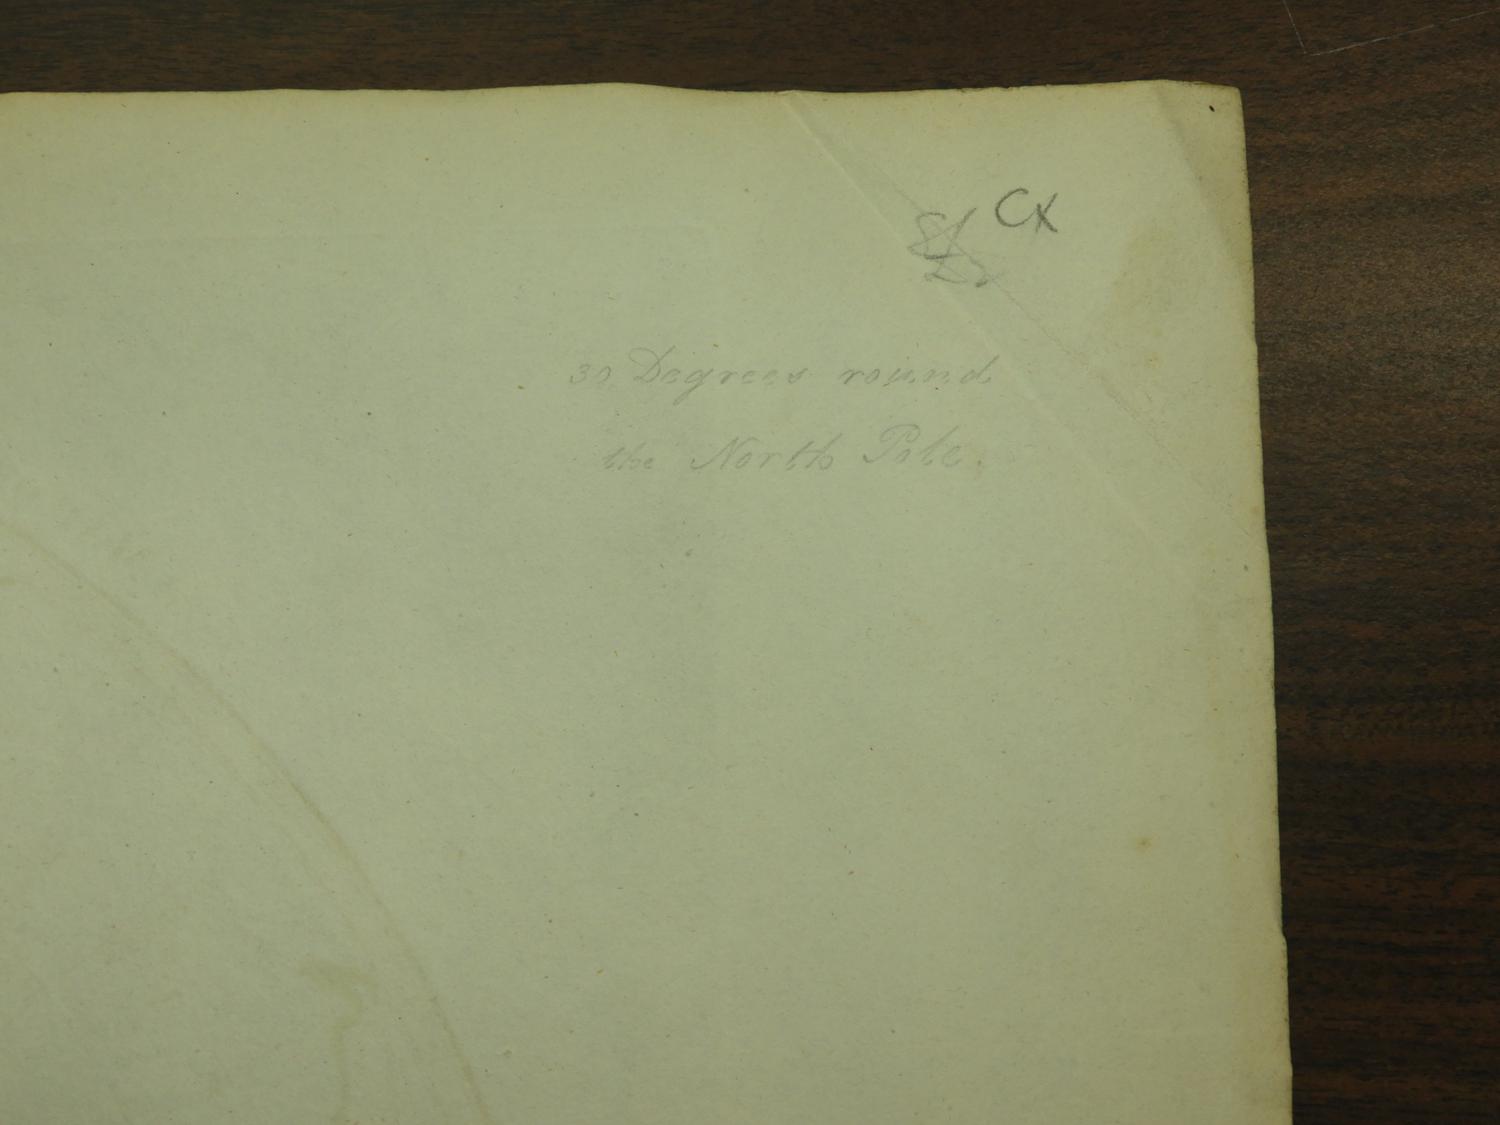 Cx
30 Degrees round
the North Pole.